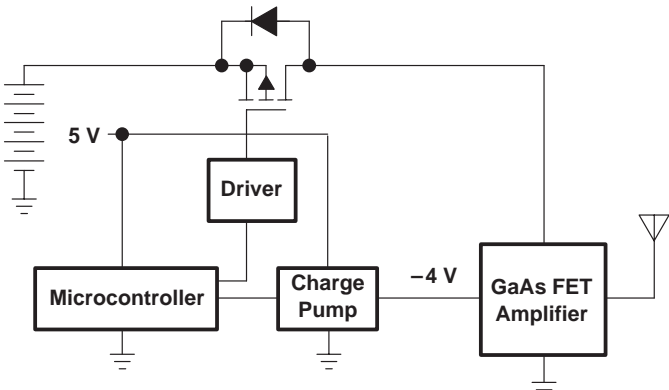 5 V
Driver
Microcontroller
Charge
Pump
–4 V
GaAs FET
Amplifier